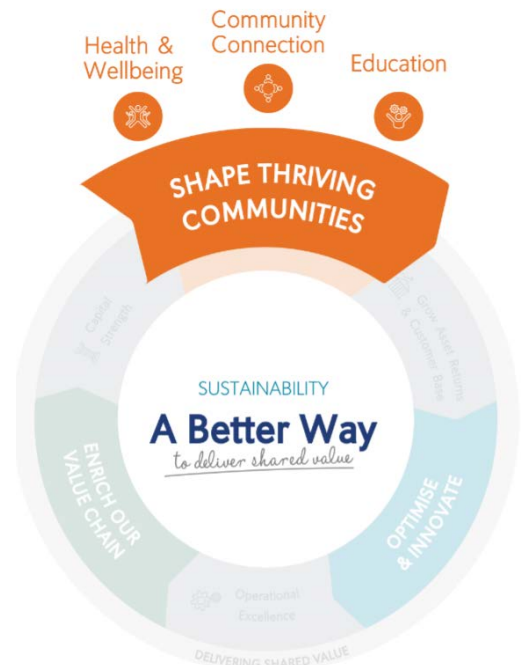 Health &
Wellbeing
Community
Connection
Education
SHAPE THRIVING
COMMUNITIES
Capital
Strength
Grow Asset Returns
& Customer Base
SUSTAINABILITY
A Better Way
to deliver shared value
ENRICH OUR
VALUE CHAIN
OPTIMISE
& INNOVATE
Operational
Excellence
DELIVERING SHARED VALUE